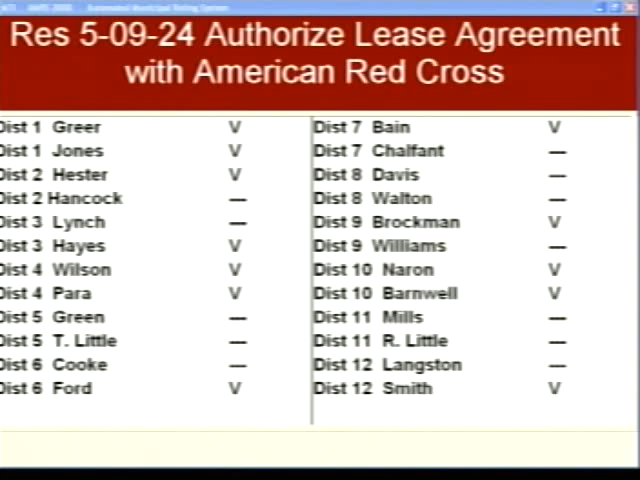 Automated Municipal Voting System
Res 5-09-24 Authorize Lease Agreement
with American Red Cross
Dist 1 Greer V
Dist 1 Jones V
Dist 2 Hester V
Dist 2 Hancock —
Dist 3 Lynch —
Dist 3 Hayes V
Dist 4 Wilson V
Dist 4 Para V
Dist 5 Green —
Dist 5 T. Little —
Dist 6 Cooke —
Dist 6 Ford V
Dist 7 Bain V
Dist 7 Chalfant —
Dist 8 Davis —
Dist 8 Walton —
Dist 9 Brockman V
Dist 9 Williams —
Dist 10 Naron V
Dist 10 Barnwell V
Dist 11 Mills —
Dist 11 R. Little —
Dist 12 Langston —
Dist 12 Smith V